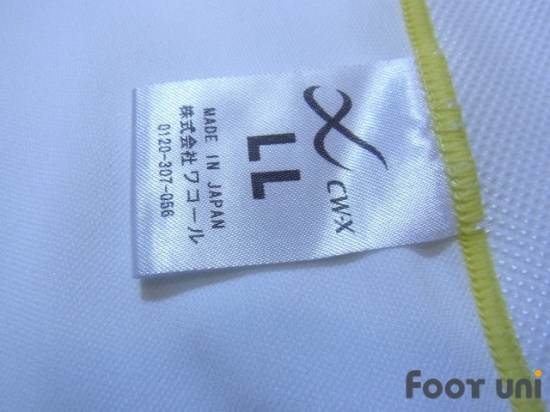 CW-X
LL
MADE IN JAPAN
株式会社 ワコール
0120-307-056
FOOT UNI